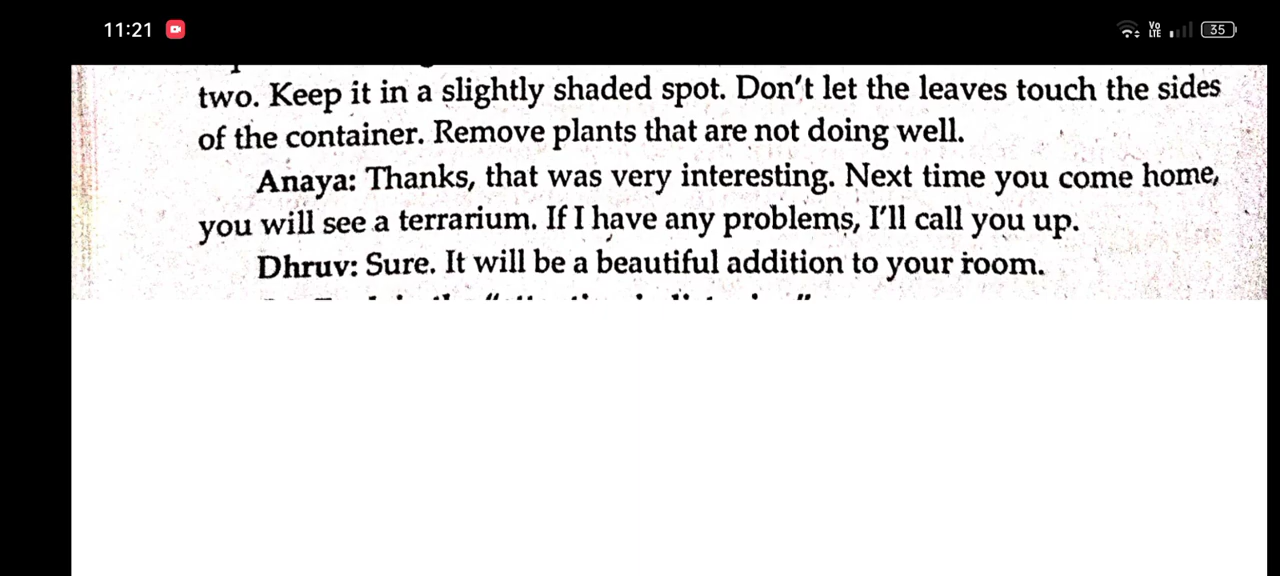 11:21
Vo
LTE
35
two. Keep it in a slightly shaded spot. Don't let the leaves touch the sides
of the container. Remove plants that are not doing well.
Anaya: Thanks, that was very interesting. Next time you come home,
you will see a terrarium. If I have any problems, I'll call you up.
Dhruv: Sure. It will be a beautiful addition to your room.